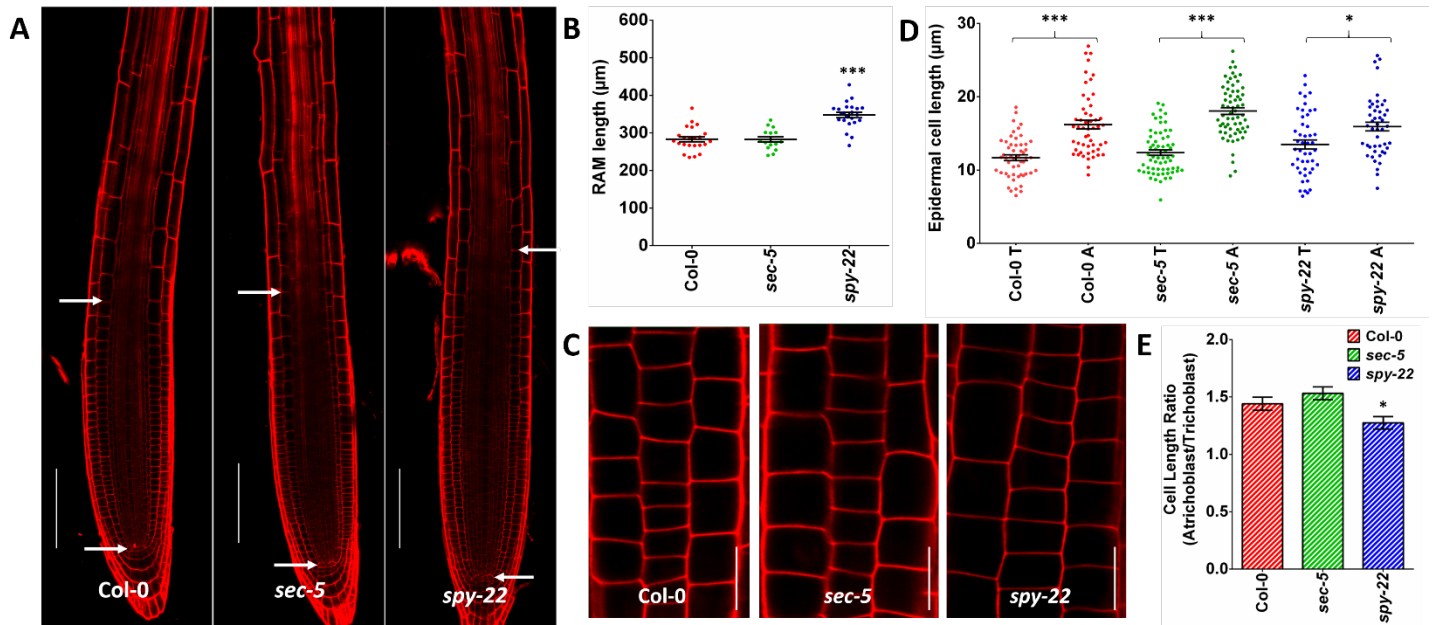 A
Col-0
sec-5
spy-22
B
RAM length (µm)
600
500
400
300
200
100
0
***
Col-0
sec-5
spy-22
C
Col-0
sec-5
spy-22
D
Epidermal cell length (µm)
30
20
10
0
*** *** *
Col-0 T
Col-0 A
sec-5 T
sec-5 A
spy-22 T
spy-22 A
E
Cell Length Ratio
(Atrichoblast/Trichoblast)
2.0
1.5
1.0
0.5
0.0
Col-0
sec-5
spy-22
*
Col-0
sec-5
spy-22